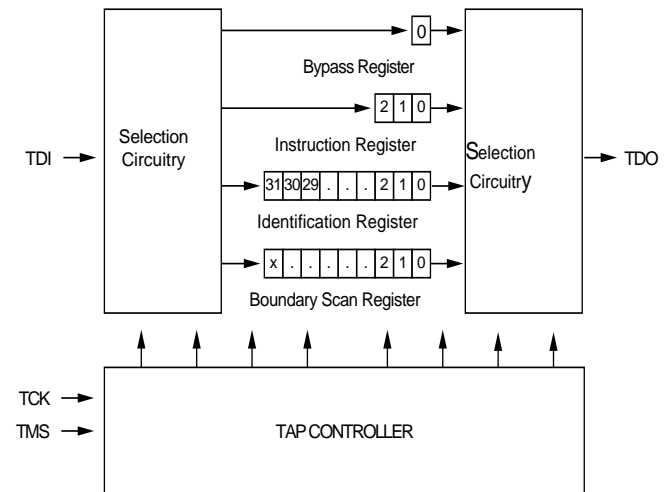 0
Bypass Register
2 1 0
Selection
Circuitry
Instruction Register
Selection
Circuitry
TDI
TDO
31 30 29 . . . 2 1 0
Identification Register
x . . . . . 2 1 0
Boundary Scan Register
TCK
TMS
TAP CONTROLLER